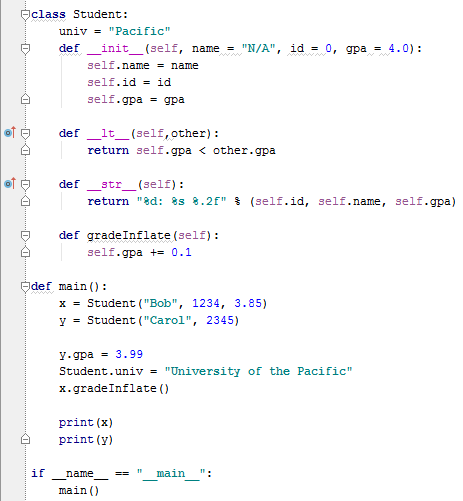 class Student:
    univ = "Pacific"
    def __init__(self, name = "N/A", id = 0, gpa = 4.0):
        self.name = name
        self.id = id
        self.gpa = gpa

    def __lt__(self,other):
        return self.gpa < other.gpa

    def __str__(self):
        return "%d: %s %.2f" % (self.id, self.name, self.gpa)

    def gradeInflate(self):
        self.gpa += 0.1

def main():
    x = Student("Bob", 1234, 3.85)
    y = Student("Carol", 2345)

    y.gpa = 3.99
    Student.univ = "University of the Pacific"
    x.gradeInflate()

    print(x)
    print(y)

if __name__ == "__main__":
    main()